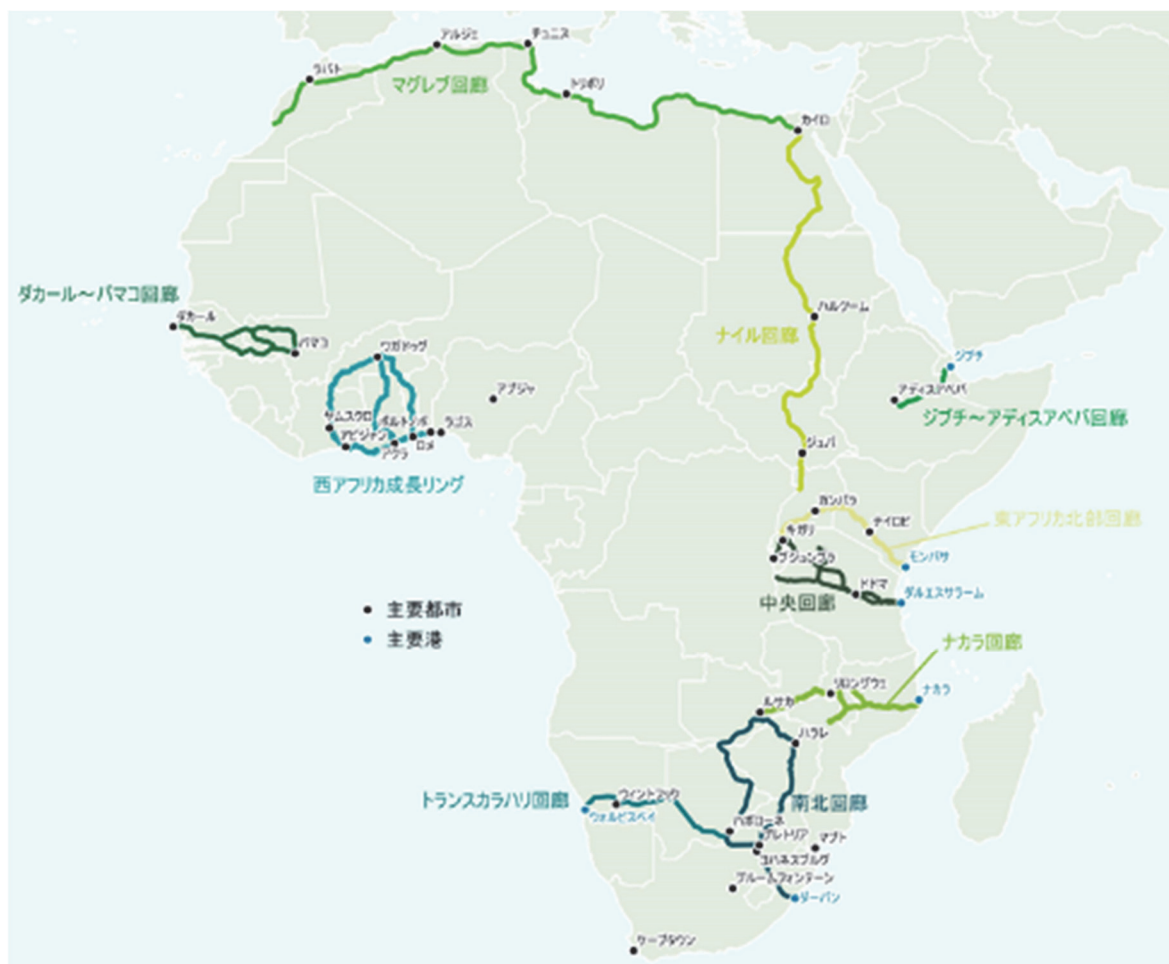 アルジェ
チュニス
ラバト
マグレブ回廊
トリポリ
カイロ
ダカール～バマコ回廊
ダカール
バマコ
ワガドゥグ
ナイル回廊
ハルツーム
ジブチ
アディスアベバ
ジブチ～アディスアベバ回廊
アブジャ
ヤムスクロ
ポルトノボ
ラゴス
アビジャン
ロメ
アクラ
西アフリカ成長リング
ジュバ
カンパラ
ナイロビ
東アフリカ北部回廊
キガリ
ブジュンブラ
モンバサ
ドドマ
ダルエスサラーム
中央回廊
主要都市
主要港
ナカラ回廊
リロングウェ
ナカラ
ルサカ
ハラレ
トランスカラハリ回廊
ウィントフック
ウォルビスベイ
南北回廊
ハボローネ
プレトリア
マプト
ヨハネスブルグ
ブルームフォンテーン
ダーバン
ケープタウン